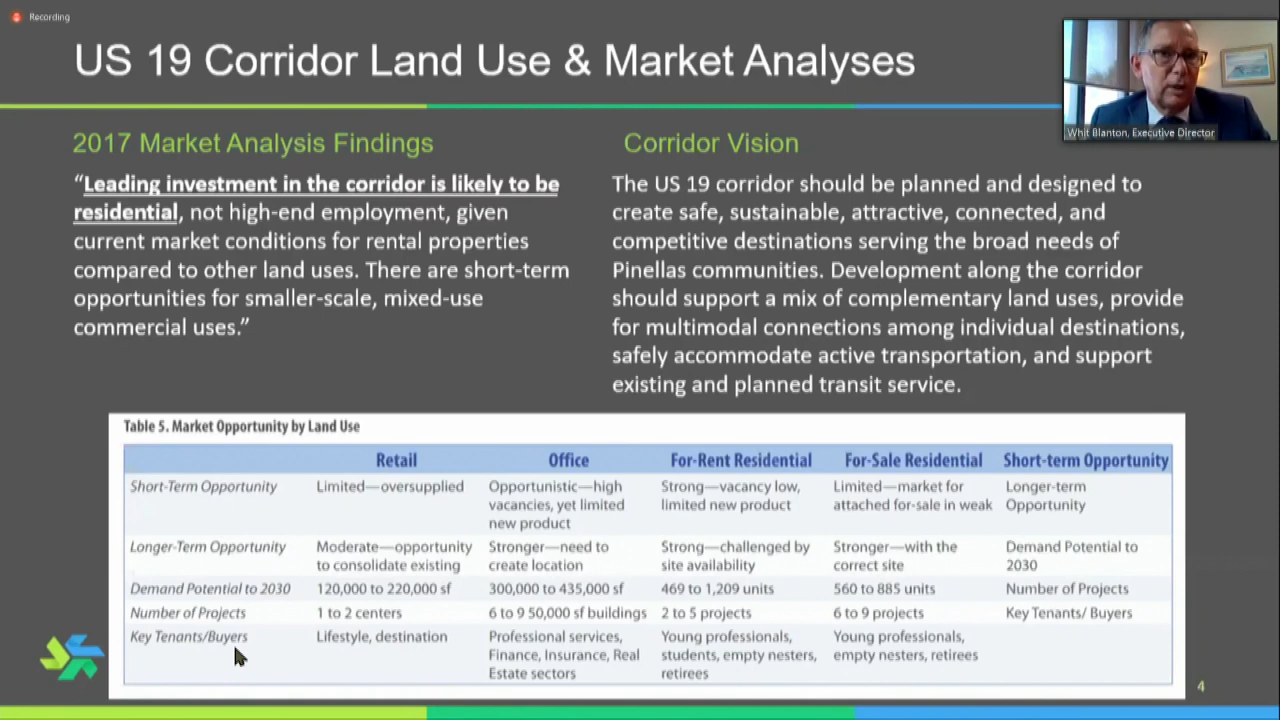 Recording
US 19 Corridor Land Use & Market Analyses
Whit Blanton, Executive Director
2017 Market Analysis Findings
“Leading investment in the corridor is likely to be
residential, not high-end employment, given
current market conditions for rental properties
compared to other land uses. There are short-term
opportunities for smaller-scale, mixed-use
commercial uses.”
Corridor Vision
The US 19 corridor should be planned and designed to
create safe, sustainable, attractive, connected, and
competitive destinations serving the broad needs of
Pinellas communities. Development along the corridor
should support a mix of complementary land uses, provide
for multimodal connections among individual destinations,
safely accommodate active transportation, and support
existing and planned transit service.
Table 5. Market Opportunity by Land Use
Retail Office For-Rent Residential For-Sale Residential Short-term Opportunity
Short-Term Opportunity Limited—oversupplied Opportunistic—high Strong—vacancy low, Limited—market for Longer-term
vacancies, yet limited limited new product attached for-sale in weak Opportunity
new product
Longer-Term Opportunity Moderate—opportunity Stronger—need to Strong—challenged by Stronger—with the Demand Potential to
to consolidate existing create location site availability correct site 2030
Demand Potential to 2030 120,000 to 220,000 sf 300,000 to 435,000 sf 469 to 1,209 units 560 to 885 units Number of Projects
Number of Projects 1 to 2 centers 6 to 9 50,000 sf buildings 2 to 5 projects 6 to 9 projects Key Tenants/ Buyers
Key Tenants/Buyers Lifestyle, destination Professional services, Young professionals, Young professionals,
Finance, Insurance, Real students, empty nesters, empty nesters, retirees
Estate sectors retirees
4